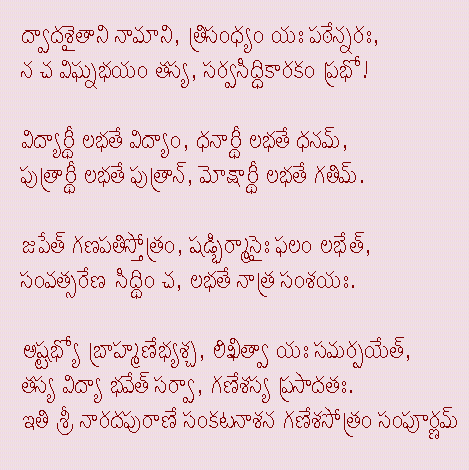 ద్వాదశైతాని నామాని, త్రిసంధ్యం యః పఠేన్నరః,
న చ విఘ్నభయం తస్య, సర్వసిద్ధికారకం ప్రభో!
విద్యార్థీ లభతే విద్యాం, ధనార్థీ లభతే ధనమ్,
పుత్రార్థీ లభతే పుత్రాన్, మోక్షార్థీ లభతే గతిమ్.
జపేత్ గణపతిస్తోత్రం, షడ్భిర్మాసైః ఫలం లభేత్,
సంవత్సరేణ సిద్ధిం చ, లభతే నాత్ర సంశయః.
అష్టభ్యో బ్రాహ్మణేభ్యశ్చ, లిఖిత్వా యః సమర్పయేత్,
తస్య విద్యా భవేత్ సర్వా, గణేశస్య ప్రసాదతః.
ఇతి శ్రీ నారదపురాణే సంకటనాశన గణేశసోత్రం సంపూర్ణమ్